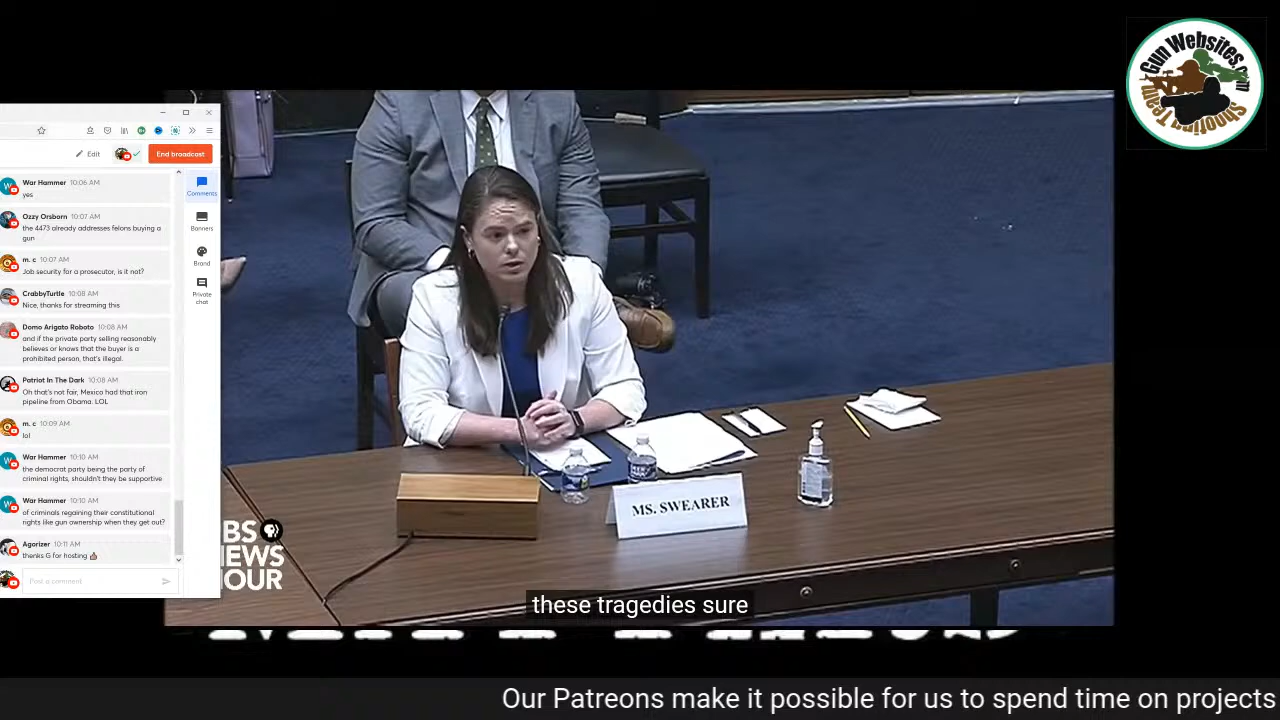 Gun Websites.com
Shooting Team
Edit
End broadcast
War Hammer 10:06 AM
yes
Ozzy Orsborn 10:07 AM
the 4473 already addresses felons buying a
gun
m. c 10:07 AM
Job security for a prosecutor, is it not?
CrabbyTurtle 10:08 AM
Nice, thanks for streaming this
Domo Arigato Roboto 10:08 AM
and if the private party selling reasonably
believes or knows that the buyer is a
prohibited person, that's illegal.
Patriot In The Dark 10:08 AM
Oh that's not fair, Mexico had that iron
pipeline from Obama. LOL
m. c 10:09 AM
lol
War Hammer 10:10 AM
the democrat party being the party of
criminal rights, shouldn't they be supportive
War Hammer 10:10 AM
of criminals regaining their constitutional
rights like gun ownership when they get out?
Agorizer 10:11 AM
thenks G for hosting 👍
Post a comment
Comments
Banners
Brand
Private
chat
MS. SWEARER
BS
NEWS
HOUR
these tragedies sure
Our Patreons make it possible for us to spend time on projects